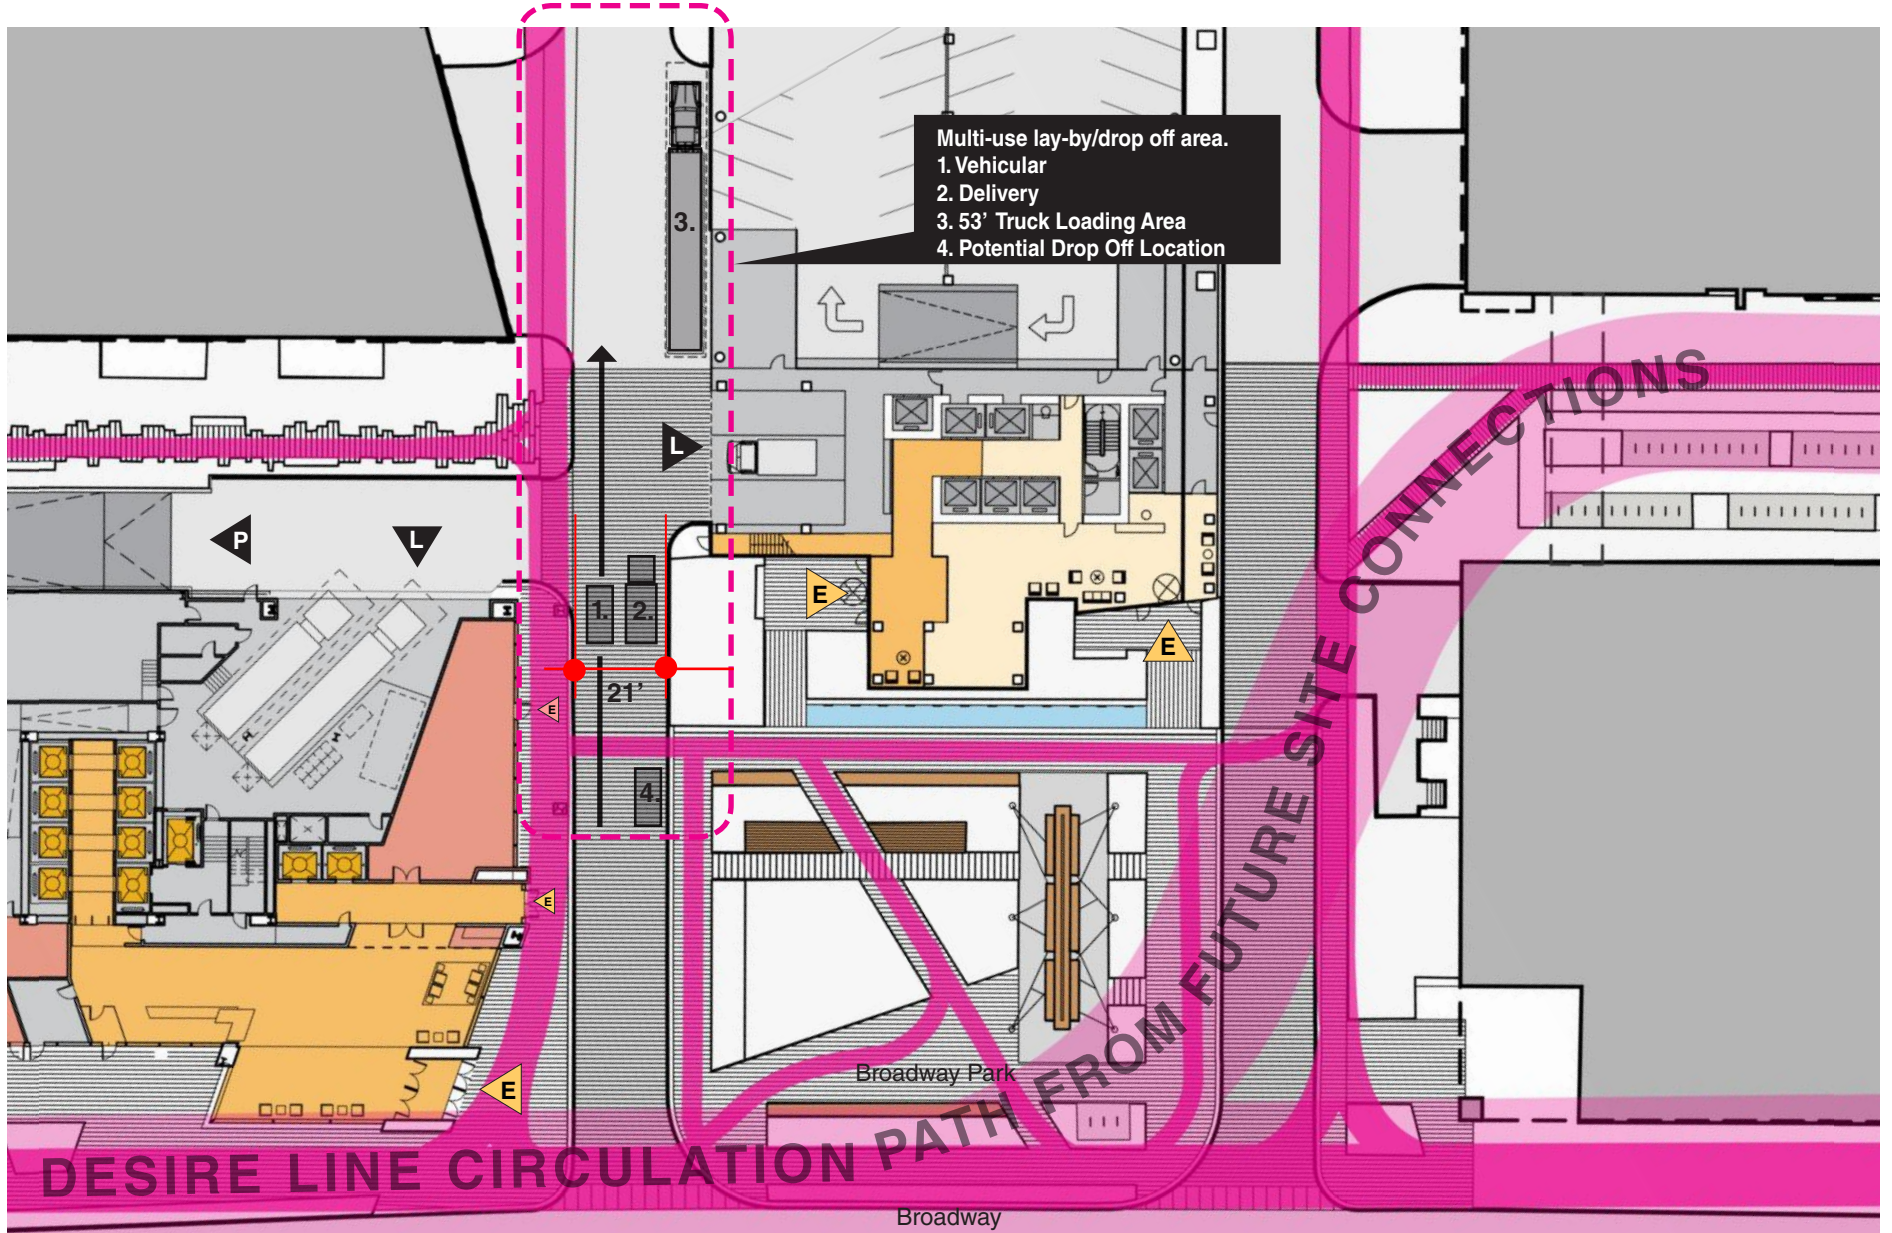 Multi-use lay-by/drop off area.
1. Vehicular
2. Delivery
3. 53’ Truck Loading Area
4. Potential Drop Off Location
3.
L
P
L
E
E
1.
2.
21’
E
4.
E
E
Broadway Park
DESIRE LINE CIRCULATION PATH FROM FUTURE SITE CONNECTIONS
Broadway